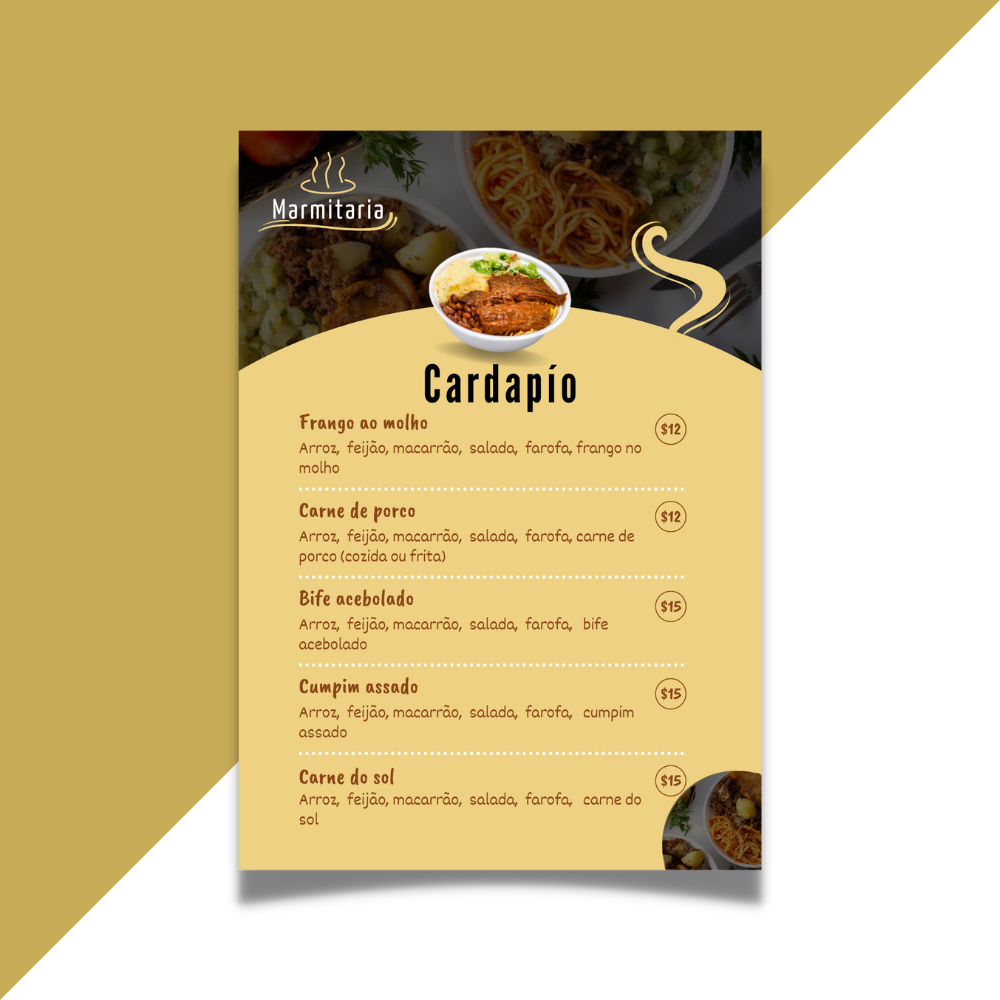 Marmitaria
Cardapío
Frango ao molho
$12
Arroz, feijão, macarrão, salada, farofa, frango no
molho
Carne de porco
$12
Arroz, feijão, macarrão, salada, farofa, carne de
porco (cozida ou frita)
Bife acebolado
$15
Arroz, feijão, macarrão, salada, farofa, bife
acebolado
Cumpim assado
$15
Arroz, feijão, macarrão, salada, farofa, cumpim
assado
Carne do sol
$15
Arroz, feijão, macarrão, salada, farofa, carne do
sol